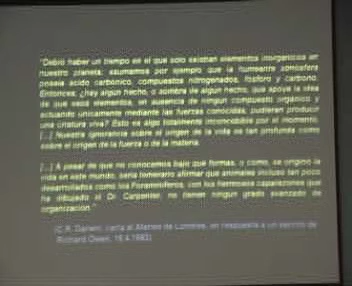 "Debió haber un tiempo en el que sólo existían elementos inorgánicos en
nuestro planeta; asumamos por ejemplo que la humeante atmósfera
poseía ácido carbónico, compuestos nitrogenados, fósforo y carbono.
Entonces, ¿hay algún hecho, o sombra de algún hecho, que apoye la idea
de que esos elementos, en ausencia de ningún compuesto orgánico y
actuando únicamente mediante las fuerzas conocidas, pudieran producir
una criatura viva? Esto es algo totalmente inconcebible por el momento.
[...] Nuestra ignorancia sobre el origen de la vida es tan profunda como
sobre el origen de la fuerza o de la materia.
[...] A pesar de que no conocemos bajo qué formas, o cómo, se originó la
vida en este mundo, sería temerario afirmar que animales incluso tan poco
desarrollados como los Foraminíferos, con los hermosos caparazones que
ha dibujado el Dr. Carpenter, no tienen ningún grado avanzado de
organización."
(C.R. Darwin, carta al Ateneo de Londres, en respuesta a un escrito de
Richard Owen, 18.4.1863)